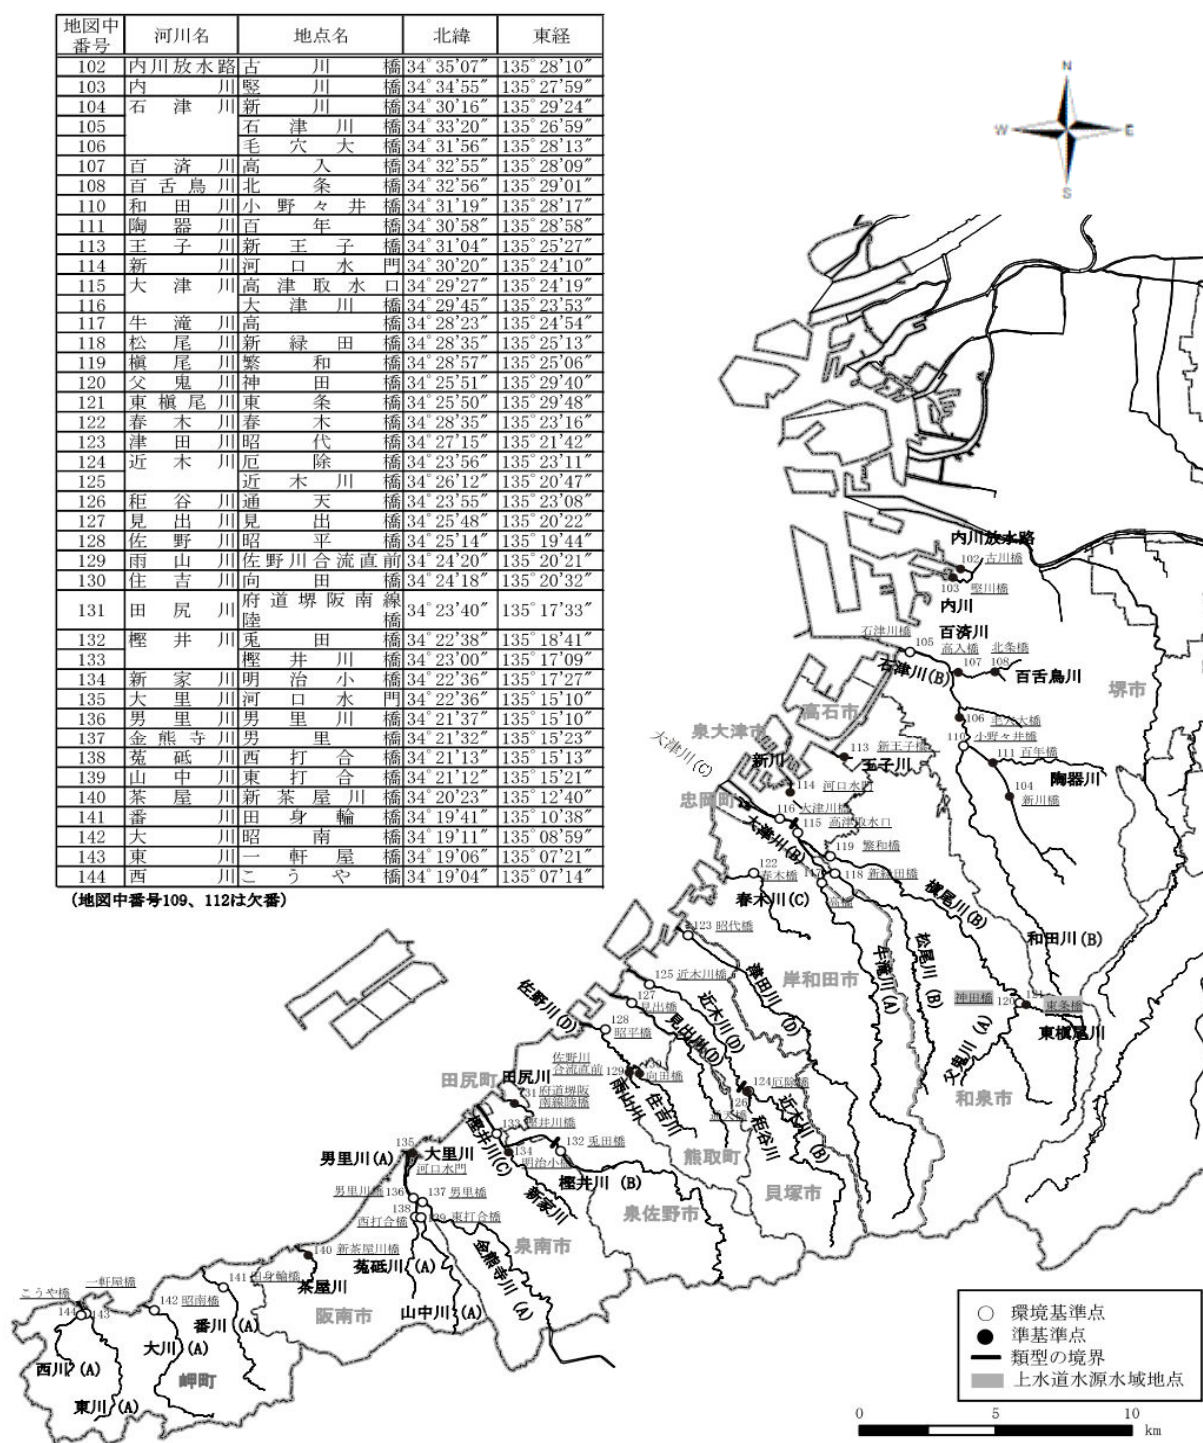 地図中番号 河川名 地点名 北緯 東経
102 内川放水路 古川橋 34°35'07" 135°28'10"
103 内川 竪川橋 34°34'55" 135°27'59"
104 石津川 新川橋 34°30'16" 135°29'24"
105 石津川橋 34°33'20" 135°26'59"
106 毛穴大橋 34°31'56" 135°28'13"
107 百済川 高入橋 34°32'55" 135°28'09"
108 百舌鳥川 北条橋 34°32'56" 135°29'01"
110 和田川 小野々井橋 34°31'19" 135°28'17"
111 陶器川 百年橋 34°30'58" 135°28'58"
113 王子川 新王子橋 34°31'04" 135°25'27"
114 新川 河口水門 34°30'20" 135°24'10"
115 大津川 高津取水口 34°29'27" 135°24'19"
116 大津川橋 34°29'45" 135°23'53"
117 牛滝川 高橋 34°28'23" 135°24'54"
118 松尾川 新緑田橋 34°28'35" 135°25'13"
119 槇尾川 繁和橋 34°28'57" 135°25'06"
120 父鬼川 神田橋 34°25'51" 135°29'40"
121 東槇尾川 東条橋 34°25'50" 135°29'48"
122 春木川 春木橋 34°28'35" 135°23'16"
123 津田川 昭代橋 34°27'15" 135°21'42"
124 近木川 厄除橋 34°23'56" 135°23'11"
125 近木川橋 34°26'12" 135°20'47"
126 秬谷川 通天橋 34°23'55" 135°23'08"
127 見出川 見出橋 34°25'48" 135°20'22"
128 佐野川 昭平橋 34°25'14" 135°19'44"
129 雨山川 佐野川合流直前 34°24'20" 135°20'21"
130 住吉川 向田橋 34°24'18" 135°20'32"
131 田尻川 府道堺阪南線陸橋 34°23'40" 135°17'33"
132 樫井川 兎田橋 34°22'38" 135°18'41"
133 樫井川橋 34°23'00" 135°17'09"
134 新家川 明治小橋 34°22'36" 135°17'27"
135 大里川 河口水門 34°22'36" 135°15'10"
136 男里川 男里川橋 34°21'37" 135°15'10"
137 金熊寺川 男里橋 34°21'32" 135°15'23"
138 菟砥川 西打合橋 34°21'13" 135°15'13"
139 山中川 東打合橋 34°21'12" 135°15'21"
140 茶屋川 新茶屋川橋 34°20'23" 135°12'40"
141 番川 田身輪橋 34°19'41" 135°10'38"
142 大川 昭南橋 34°19'11" 135°08'59"
143 東川 一軒屋橋 34°19'06" 135°07'21"
144 西川 こうや橋 34°19'04" 135°07'14"
(地図中番号109、112は欠番)
N
W E
S
内川放水路
102 古川橋
103 竪川橋
内川
百済川
石津川橋 105
高入橋 北条橋
107 108
石津川(B)
百舌鳥川
堺市
高石市
106 毛穴大橋
泉大津市
110 小野々井橋
113 新王子橋
111 百年橋
新川
王子川
陶器川
大津川(C)
114 河口水門
104
新川橋
忠岡町
116 大津川橋
115 高津取水口
大津川(B)
119 繁和橋
122
春木橋
117
118 新緑田橋
高橋
春木川(C)
槇尾川(B)
和田川(B)
123 昭代橋
松尾川(B)
牛滝川(A)
岸和田市
津田川(D)
125 近木川橋
127
見出橋
近木川(D)
神田橋 120
121 東条橋
佐野川(D)
128
昭平橋
見出川(D)
父鬼川(A)
東槇尾川
佐野川
合流直前 129
130
向田橋
田尻町
田尻川
131 府道堺阪
南線陸橋
雨山川
住吉川
124 厄除橋
126
通天橋
近木川(B)
秬谷川
和泉市
133 樫井川橋
132 兎田橋
熊取町
樫井川(C)
134
明治小橋
135
大里川
男里川(A)
河口水門
樫井川(B)
新家川
貝塚市
男里川橋 136
137 男里橋
泉佐野市
138
西打合橋
139 東打合橋
泉南市
140 新茶屋川橋
菟砥川(A)
金熊寺川(A)
141 田身輪橋
茶屋川
山中川(A)
阪南市
一軒屋橋
こうや橋
144 143
142 昭南橋
番川(A)
大川(A)
西川(A)
岬町
東川(A)
環境基準点
準基準点
類型の境界
上水道水源水域地点
0 5 10
km